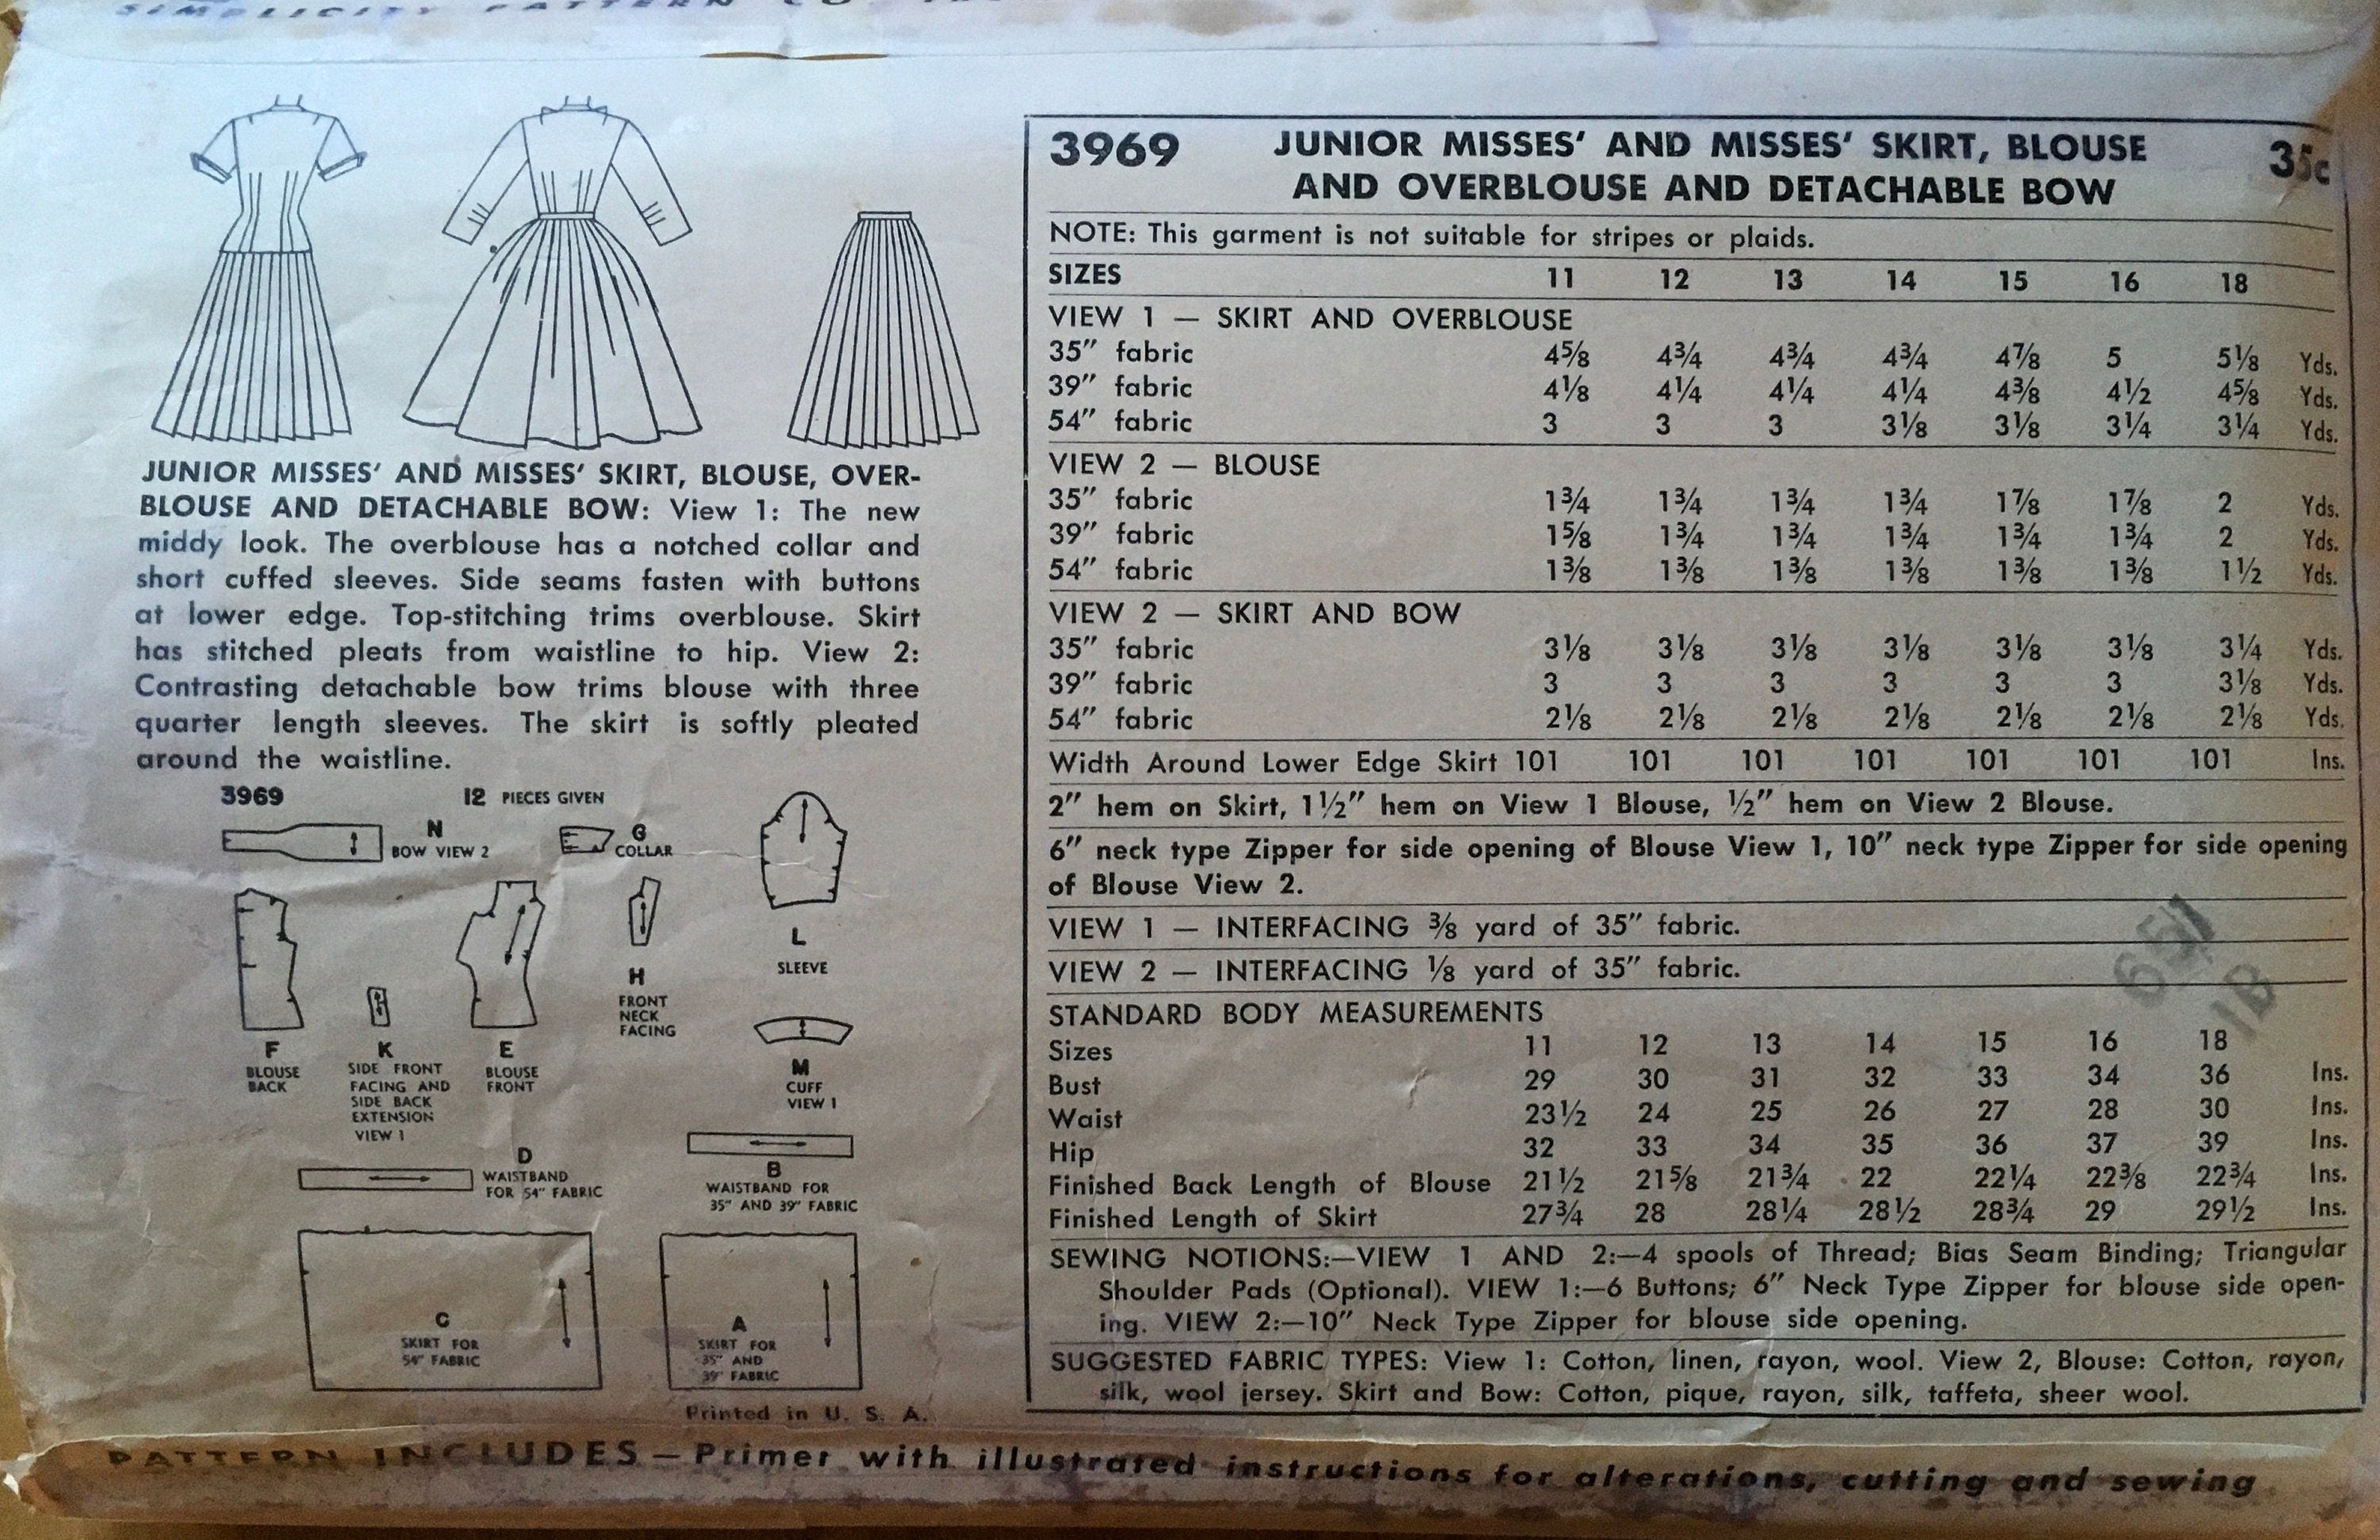 SIMPLICITY PATTERN CO.
JUNIOR MISSES' AND MISSES' SKIRT, BLOUSE, OVER-
BLOUSE AND DETACHABLE BOW: View 1: The new
middy look. The overblouse has a notched collar and
short cuffed sleeves. Side seams fasten with buttons
at lower edge. Top-stitching trims overblouse. Skirt
has stitched pleats from waistline to hip. View 2:
Contrasting detachable bow trims blouse with three
quarter length sleeves. The skirt is softly pleated
around the waistline.
3969 12 PIECES GIVEN
N
BOW VIEW 2
G
COLLAR
L
SLEEVE
H
FRONT
NECK
FACING
F
BLOUSE
BACK
K
SIDE FRONT
FACING AND
SIDE BACK
EXTENSION
VIEW 1
E
BLOUSE
FRONT
M
CUFF
VIEW 1
D
WAISTBAND
FOR 54" FABRIC
B
WAISTBAND FOR
35" AND 39" FABRIC
C
SKIRT FOR
54" FABRIC
A
SKIRT FOR
35" AND
39" FABRIC
Printed in U. S. A.
3969 JUNIOR MISSES' AND MISSES' SKIRT, BLOUSE 35c
AND OVERBLOUSE AND DETACHABLE BOW
NOTE: This garment is not suitable for stripes or plaids.
SIZES 11 12 13 14 15 16 18
VIEW 1 — SKIRT AND OVERBLOUSE
35" fabric 4⅝ 4¾ 4¾ 4¾ 4⅞ 5 5⅛ Yds.
39" fabric 4⅛ 4¼ 4¼ 4¼ 4⅜ 4½ 4⅝ Yds.
54" fabric 3 3 3 3⅛ 3⅛ 3¼ 3¼ Yds.
VIEW 2 — BLOUSE
35" fabric 1¾ 1¾ 1¾ 1¾ 1⅞ 1⅞ 2 Yds.
39" fabric 1⅝ 1¾ 1¾ 1¾ 1¾ 1¾ 2 Yds.
54" fabric 1⅜ 1⅜ 1⅜ 1⅜ 1⅜ 1⅜ 1½ Yds.
VIEW 2 — SKIRT AND BOW
35" fabric 3⅛ 3⅛ 3⅛ 3⅛ 3⅛ 3⅛ 3¼ Yds.
39" fabric 3 3 3 3 3 3 3⅛ Yds.
54" fabric 2⅛ 2⅛ 2⅛ 2⅛ 2⅛ 2⅛ 2⅛ Yds.
Width Around Lower Edge Skirt 101 101 101 101 101 101 101 Ins.
2" hem on Skirt, 1½" hem on View 1 Blouse, ½" hem on View 2 Blouse.
6" neck type Zipper for side opening of Blouse View 1, 10" neck type Zipper for side opening
of Blouse View 2.
VIEW 1 — INTERFACING ⅜ yard of 35" fabric.
VIEW 2 — INTERFACING ⅛ yard of 35" fabric.
STANDARD BODY MEASUREMENTS
Sizes 11 12 13 14 15 16 18
Bust 29 30 31 32 33 34 36 Ins.
Waist 23½ 24 25 26 27 28 30 Ins.
Hip 32 33 34 35 36 37 39 Ins.
Finished Back Length of Blouse 21½ 21⅝ 21¾ 22 22¼ 22⅜ 22¾ Ins.
Finished Length of Skirt 27¾ 28 28¼ 28½ 28¾ 29 29½ Ins.
SEWING NOTIONS:—VIEW 1 AND 2:—4 spools of Thread; Bias Seam Binding; Triangular
Shoulder Pads (Optional). VIEW 1:—6 Buttons; 6" Neck Type Zipper for blouse side open-
ing. VIEW 2:—10" Neck Type Zipper for blouse side opening.
SUGGESTED FABRIC TYPES: View 1: Cotton, linen, rayon, wool. View 2, Blouse: Cotton, rayon,
silk, wool jersey. Skirt and Bow: Cotton, pique, rayon, silk, taffeta, sheer wool.
PATTERN INCLUDES — Primer with illustrated instructions for alterations, cutting and sewing